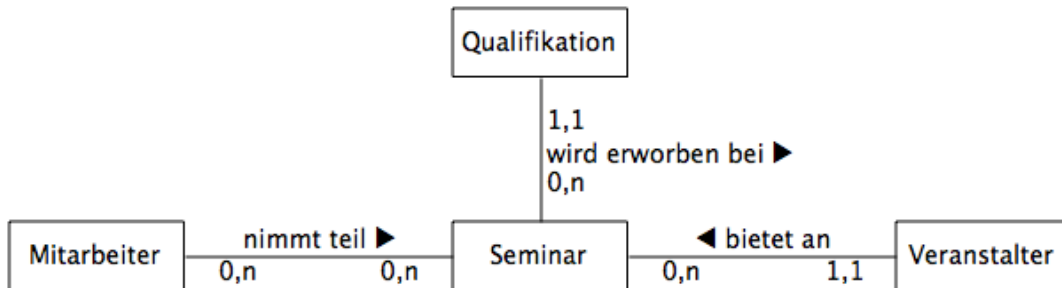 Qualifikation
1,1
wird erworben bei ▶
0,n
Mitarbeiter
nimmt teil ▶
0,n
0,n
Seminar
◀ bietet an
0,n
1,1
Veranstalter